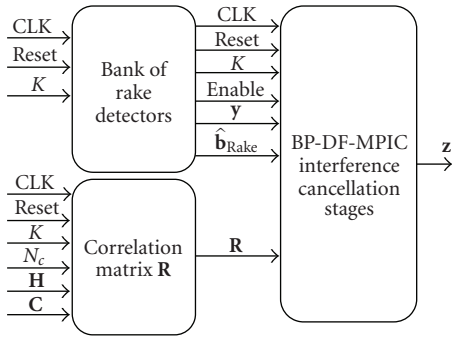 CLK
Reset
K
Bank of
rake
detectors
CLK
Reset
K
Enable
y
b̂Rake
BP-DF-MPIC
interference
cancellation
stages
z
CLK
Reset
K
Nc
H
C
Correlation
matrix R
R